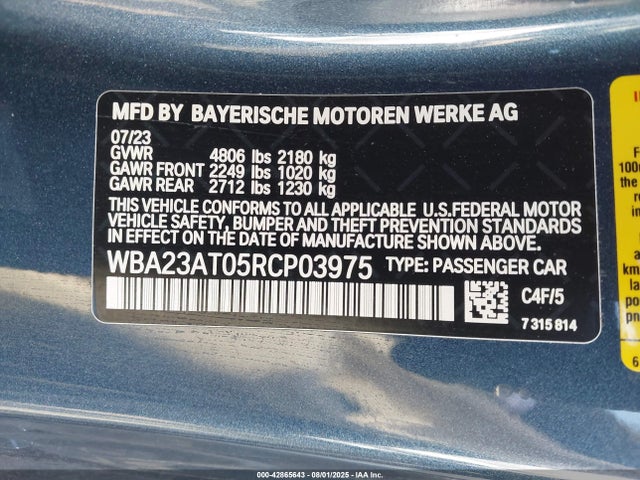 MFD BY BAYERISCHE MOTOREN WERKE AG
07/23
GVWR 4806 lbs 2180 kg
GAWR FRONT 2249 lbs 1020 kg
GAWR REAR 2712 lbs 1230 kg
THIS VEHICLE CONFORMS TO ALL APPLICABLE U.S.FEDERAL MOTOR
VEHICLE SAFETY, BUMPER AND THEFT PREVENTION STANDARDS
IN EFFECT ON THE DATE OF MANUFACTURE SHOWN ABOVE.
WBA23AT05RCP03975 TYPE: PASSENGER CAR
C4F/5
7 315 814
000-42865643 - 08/01/2025 - IAA Inc.